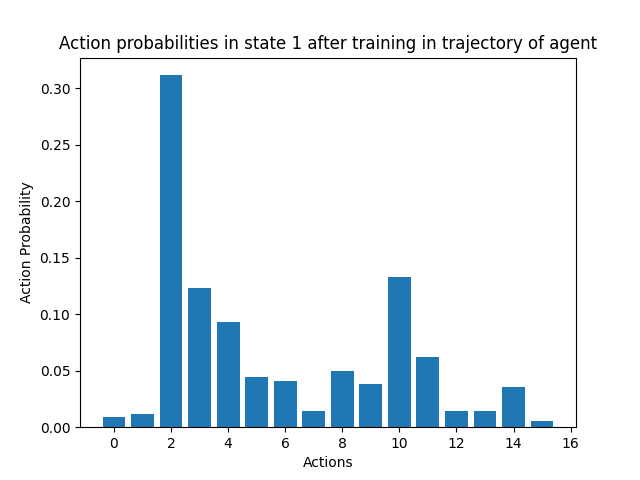 Action probabilities in state 1 after training in trajectory of agent
0.30
0.25
0.20
0.15
0.10
0.05
0.00
Action Probability
0 2 4 6 8 10 12 14 16
Actions